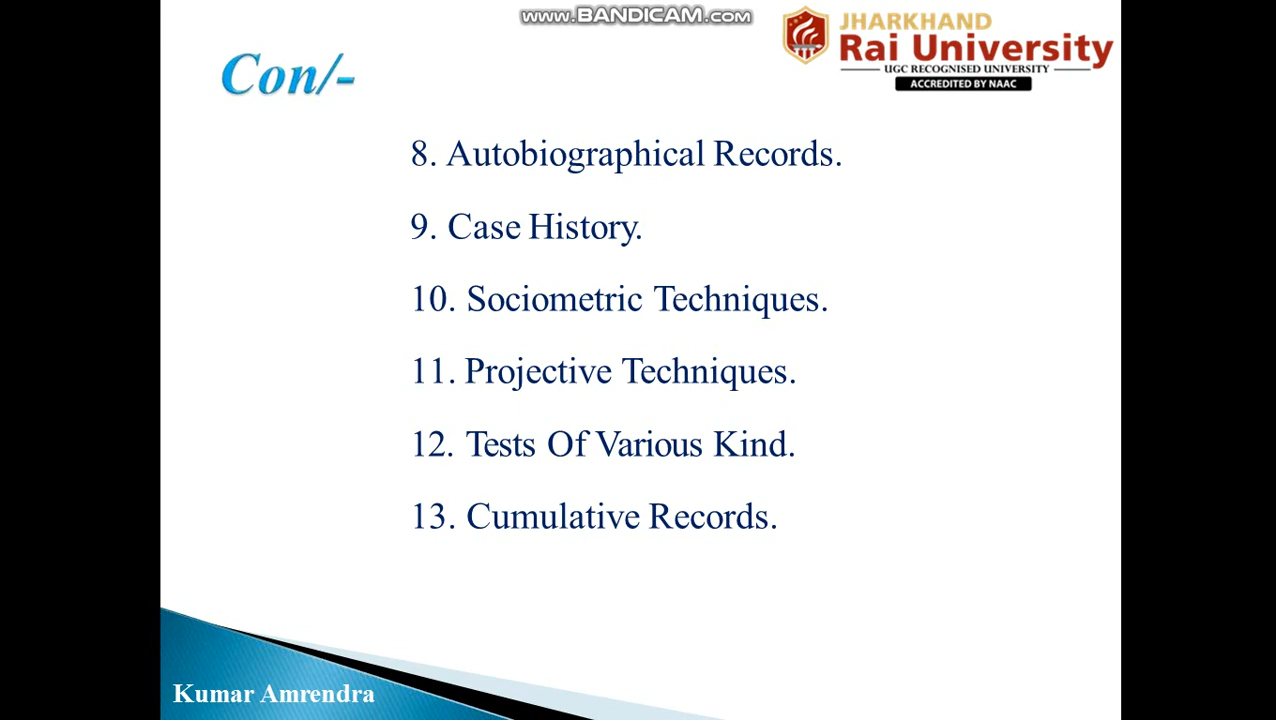 www.BANDICAM.com
JHARKHAND
Rai University
UGC RECOGNISED UNIVERSITY
ACCREDITED BY NAAC
Con/-
8. Autobiographical Records.
9. Case History.
10. Sociometric Techniques.
11. Projective Techniques.
12. Tests Of Various Kind.
13. Cumulative Records.
Kumar Amrendra